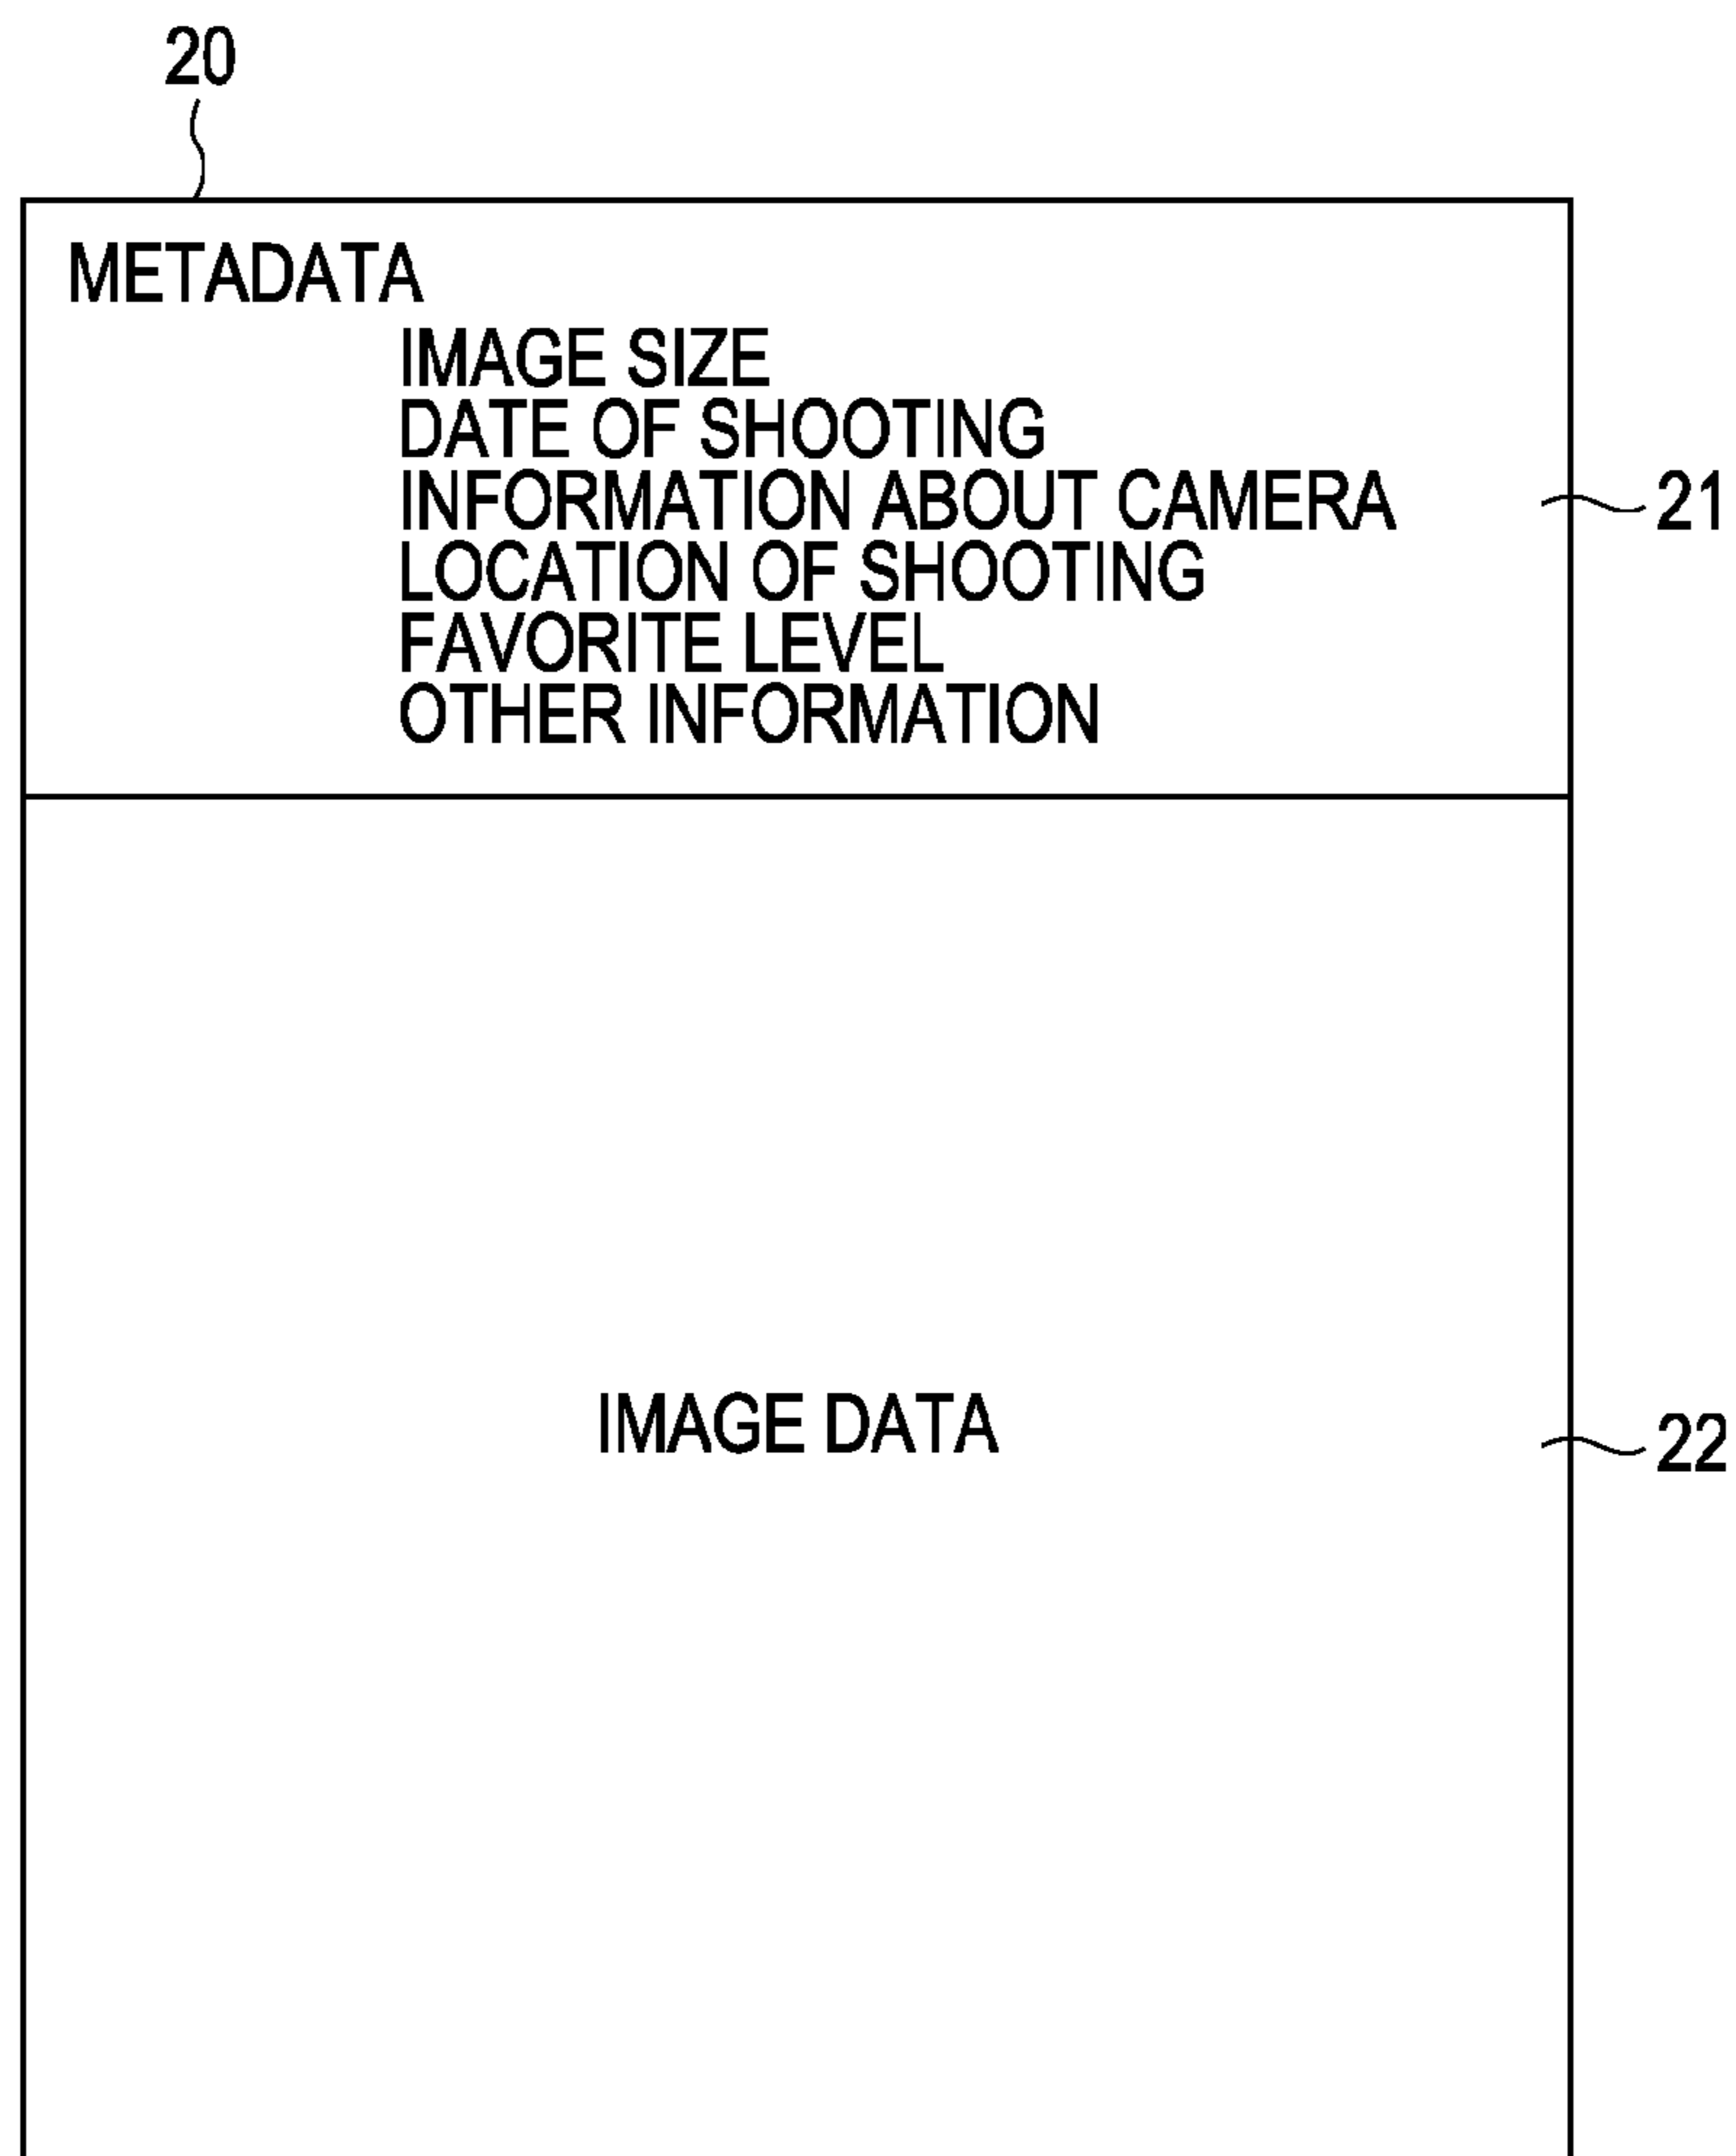 20
METADATA
IMAGE SIZE
DATE OF SHOOTING
INFORMATION ABOUT CAMERA
21
LOCATION OF SHOOTING
FAVORITE LEVEL
OTHER INFORMATION
IMAGE DATA
22